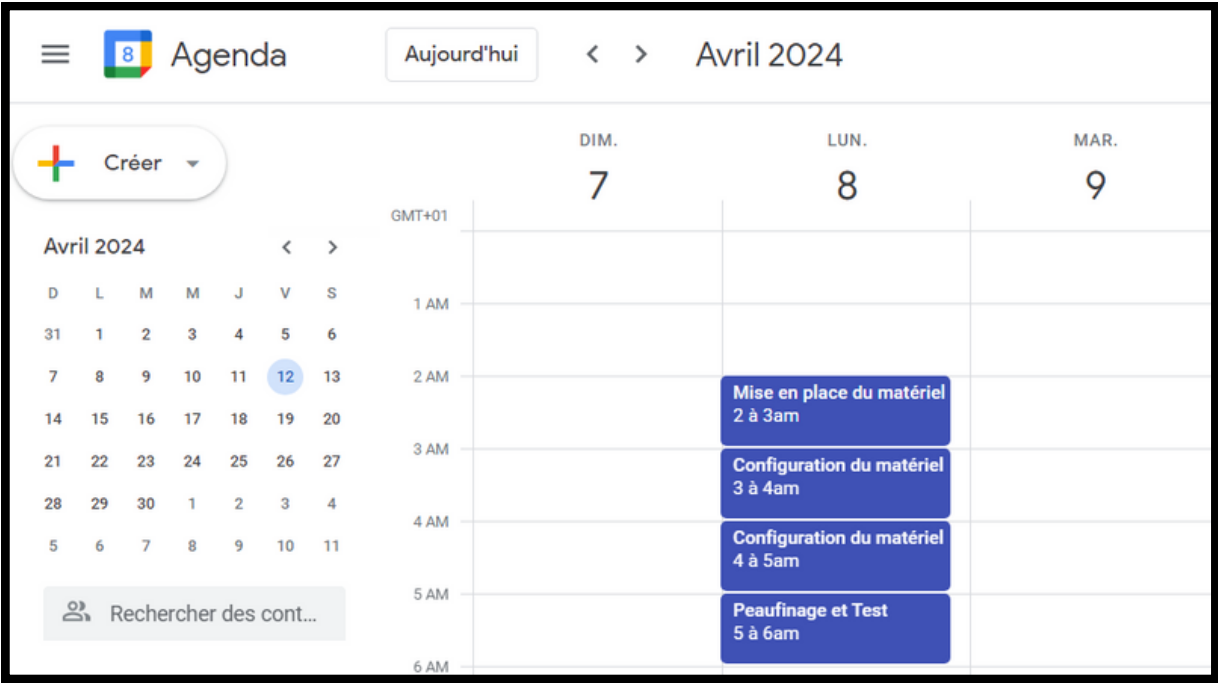 8 Agenda Aujourd'hui < > Avril 2024
Créer
DIM. LUN. MAR.
7 8 9
GMT+01
Avril 2024 < >
D L M M J V S
31 1 2 3 4 5 6
7 8 9 10 11 12 13
14 15 16 17 18 19 20
21 22 23 24 25 26 27
28 29 30 1 2 3 4
5 6 7 8 9 10 11
Rechercher des cont...
1 AM
2 AM
Mise en place du matériel
2 à 3am
3 AM
Configuration du matériel
3 à 4am
4 AM
Configuration du matériel
4 à 5am
5 AM
Peaufinage et Test
5 à 6am
6 AM